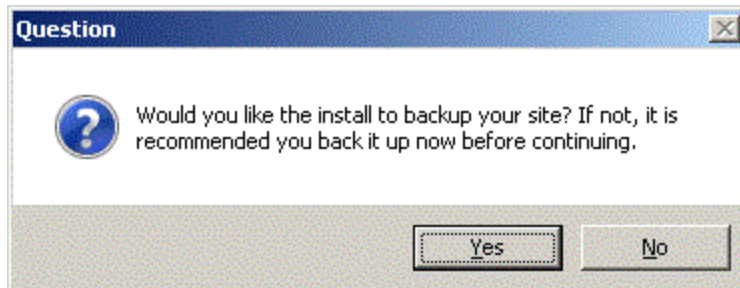 Question
Would you like the install to backup your site? If not, it is
recommended you back it up now before continuing.
Yes
No